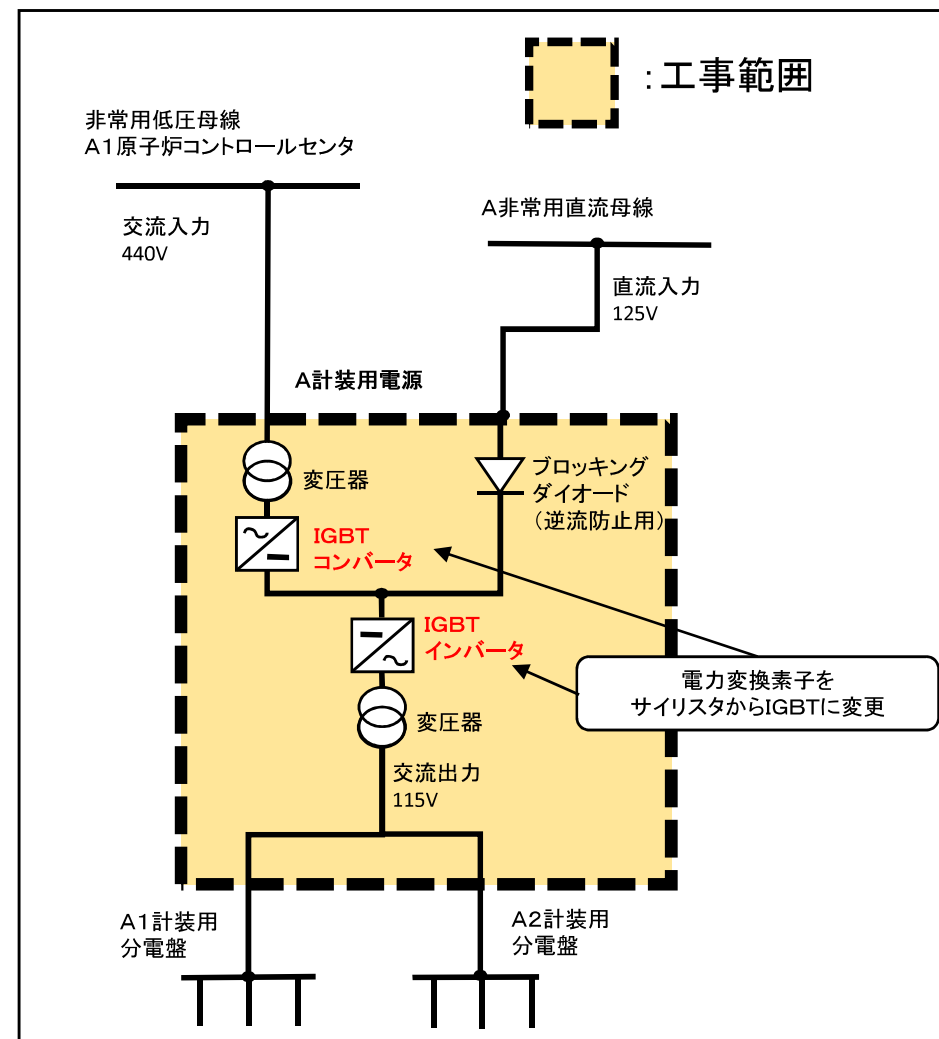 ：工事範囲
非常用低圧母線
A1原子炉コントロールセンタ
交流入力
440V
A非常用直流母線
直流入力
125V
A計装用電源
変圧器
ブロッキング
ダイオード
（逆流防止用）
IGBT
コンバータ
IGBT
インバータ
電力変換素子を
サイリスタからIGBTに変更
変圧器
交流出力
115V
A1計装用
分電盤
A2計装用
分電盤